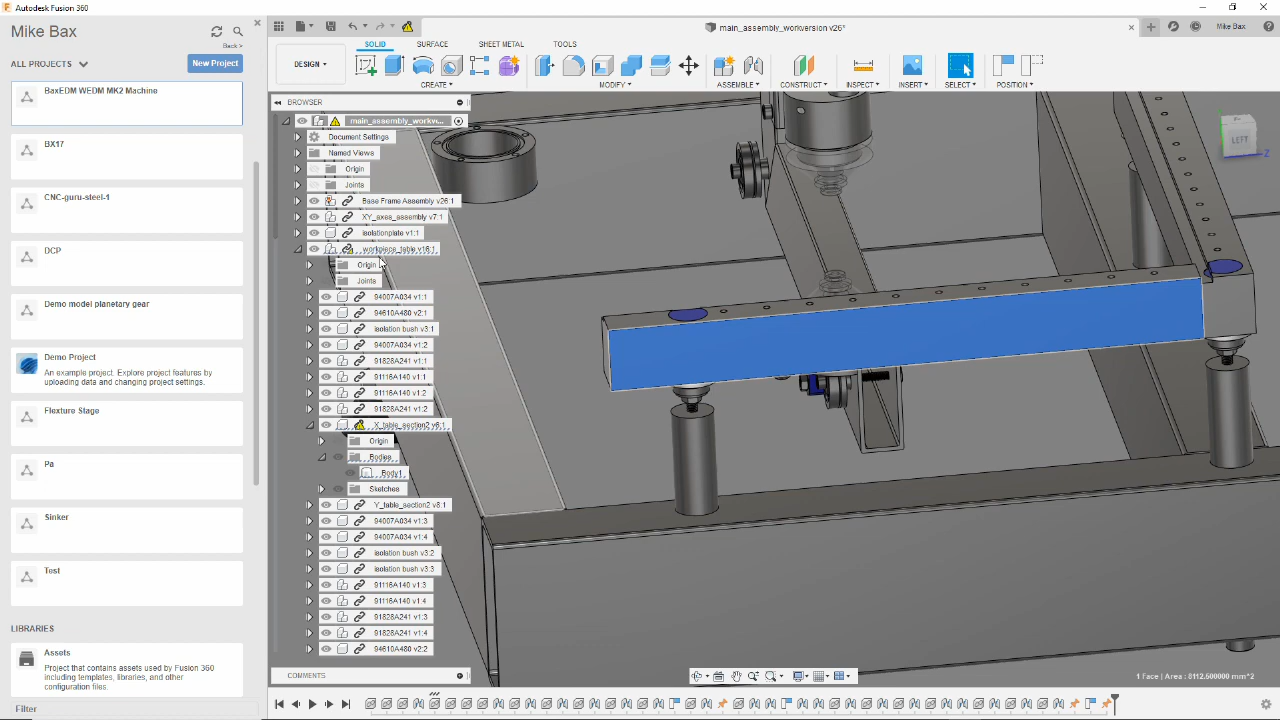 Autodesk Fusion 360
Mike Bax
Back >
ALL PROJECTS
New Project
BaxEDM WEDM MK2 Machine
BX17
CNC-guru-steel-1
DCP
Demo model planetary gear
Demo Project
An example project. Explore project features by
uploading data and changing project settings.
Flexture Stage
Pa
Sinker
Test
LIBRARIES
Assets
Project that contains assets used by Fusion 360
including templates, libraries, and other
configuration files.
Filter
main_assembly_workversion v26*
Mike Bax
SOLID
SURFACE
SHEET METAL
TOOLS
DESIGN
CREATE
MODIFY
ASSEMBLE
CONSTRUCT
INSPECT
INSERT
SELECT
POSITION
BROWSER
main_assembly_workv...
Document Settings
Named Views
Origin
Joints
Base Frame Assembly v26:1
XY_axes_assembly v7:1
isolationplate v1:1
workpiece_table v16:1
Origin
Joints
94007A034 v1:1
94610A480 v2:1
isolation bush v3:1
94007A034 v1:2
91828A241 v1:1
91116A140 v1:1
91116A140 v1:2
91828A241 v1:2
X_table_section2 v6:1
Origin
Bodies
Body1
Sketches
Y_table_section2 v8:1
94007A034 v1:3
94007A034 v1:4
isolation bush v3:2
isolation bush v3:3
91116A140 v1:3
91116A140 v1:4
91828A241 v1:3
91828A241 v1:4
94610A480 v2:2
COMMENTS
LEFT
Z
1 Face | Area : 8112.500000 mm^2